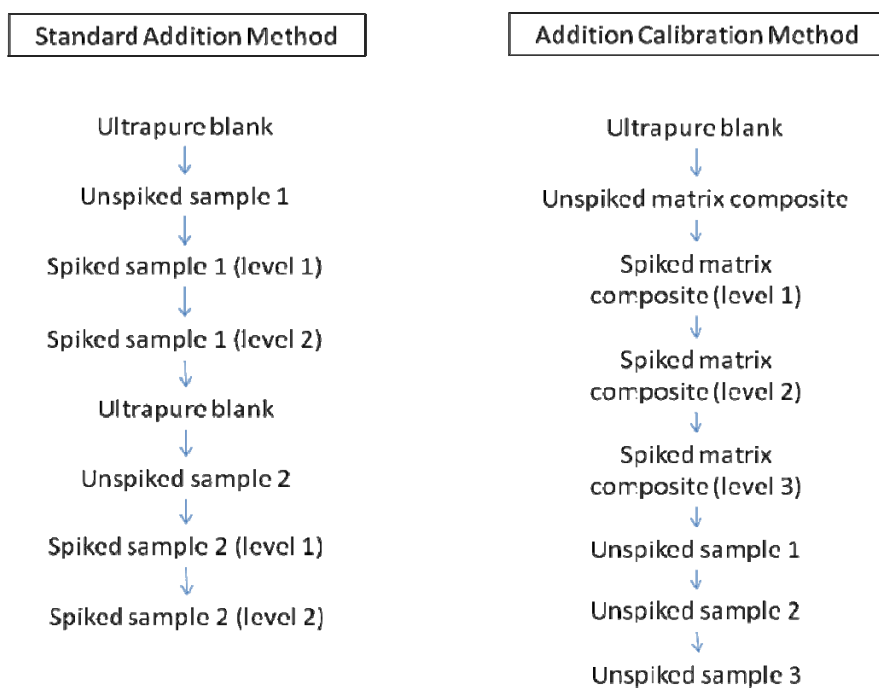 Standard Addition Method
Ultrapure blank
Unspiked sample 1
Spiked sample 1 (level 1)
Spiked sample 1 (level 2)
Ultrapure blank
Unspiked sample 2
Spiked sample 2 (level 1)
Spiked sample 2 (level 2)
Addition Calibration Method
Ultrapure blank
Unspiked matrix composite
Spiked matrix
composite (level 1)
Spiked matrix
composite (level 2)
Spiked matrix
composite (level 3)
Unspiked sample 1
Unspiked sample 2
Unspiked sample 3